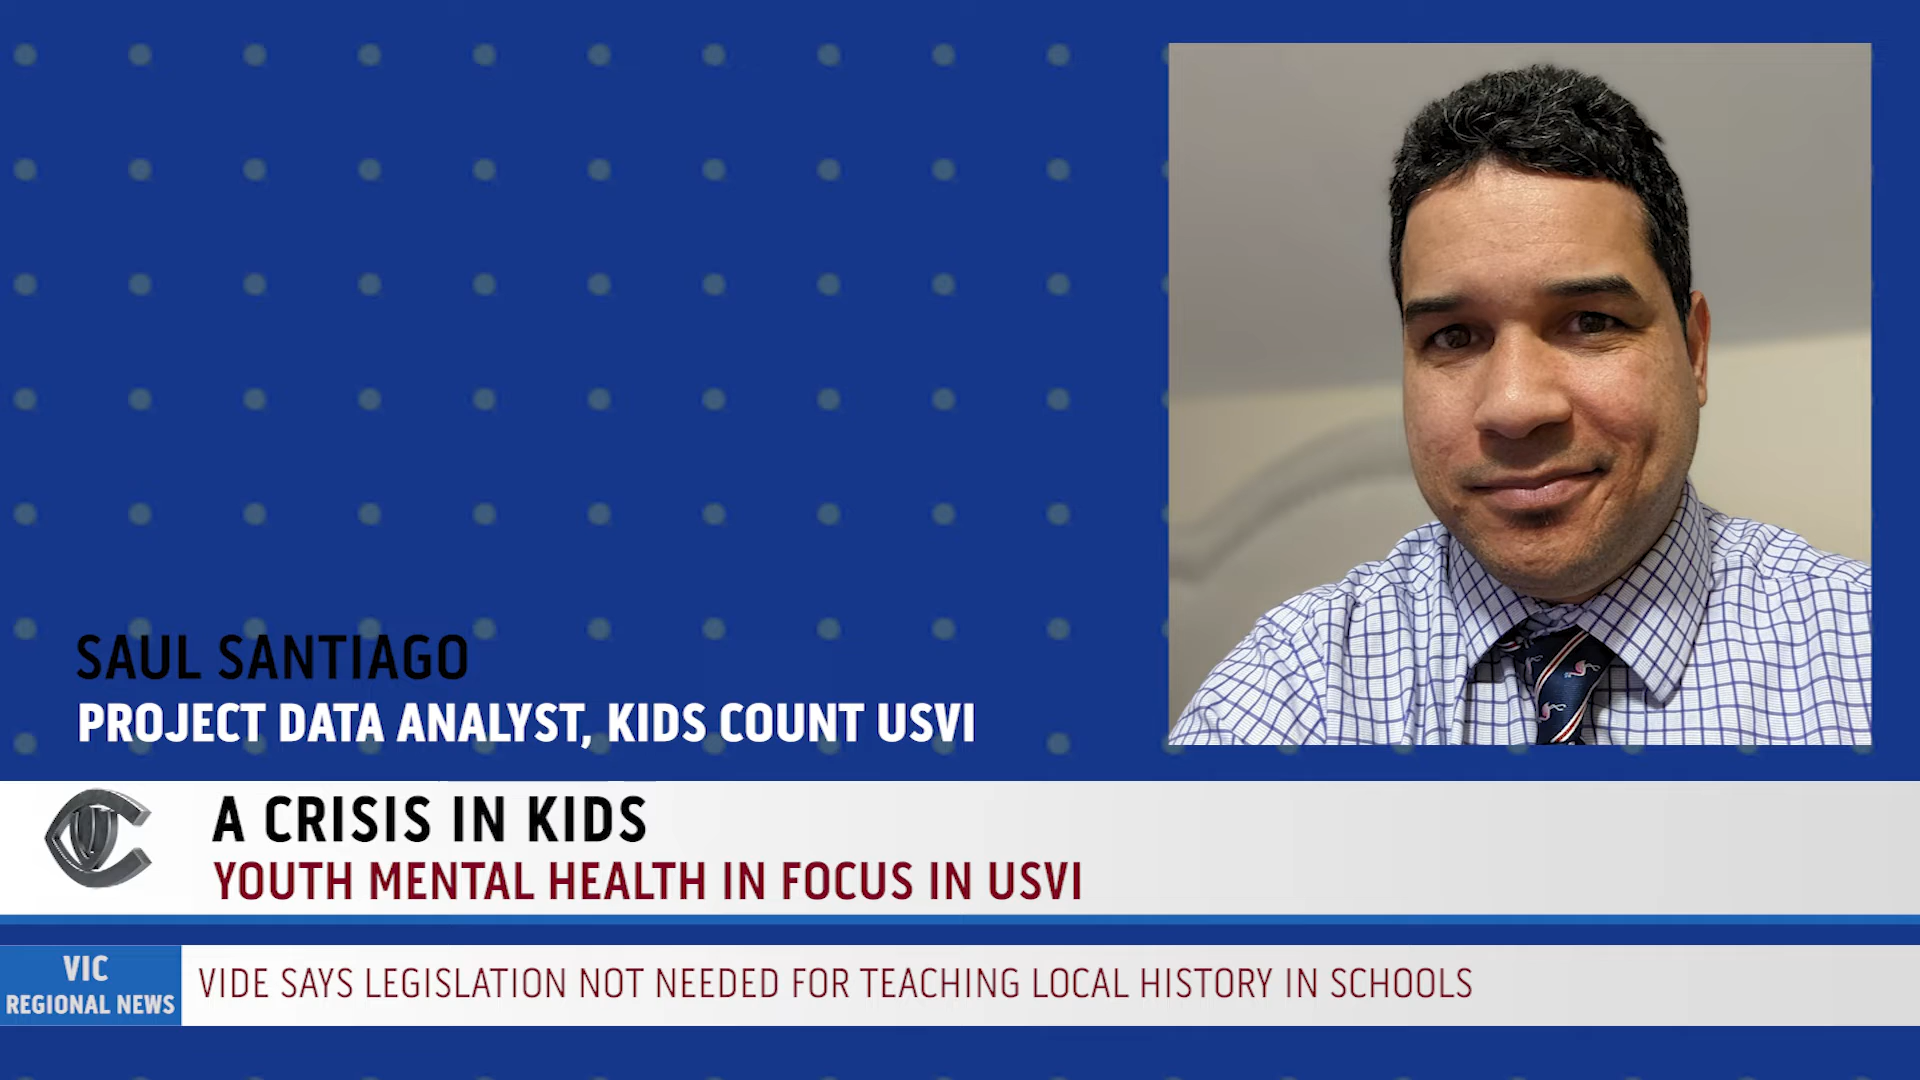 SAUL SANTIAGO
PROJECT DATA ANALYST, KIDS COUNT USVI
A CRISIS IN KIDS
YOUTH MENTAL HEALTH IN FOCUS IN USVI
VIC
REGIONAL NEWS
VIDE SAYS LEGISLATION NOT NEEDED FOR TEACHING LOCAL HISTORY IN SCHOOLS